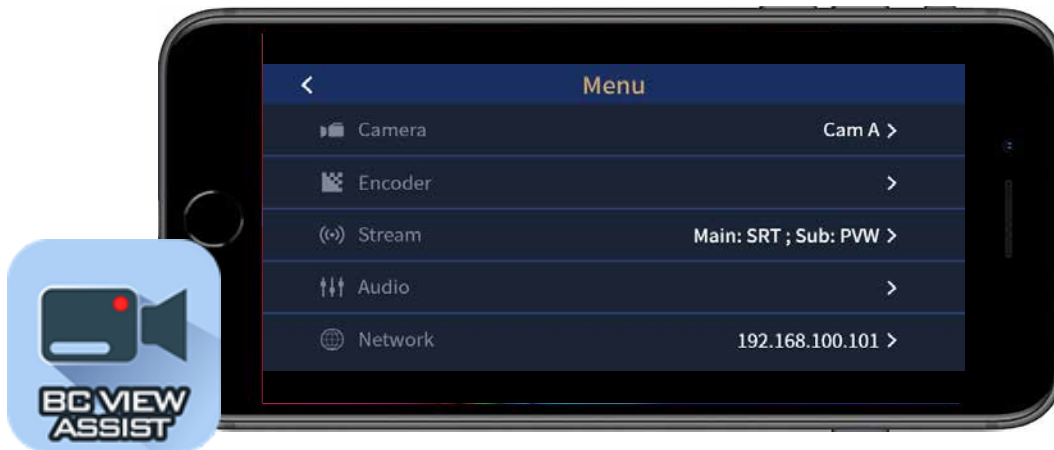 Menu
Camera Cam A
Encoder
Stream Main: SRT ; Sub: PVW
Audio
Network 192.168.100.101
BC VIEW
ASSIST